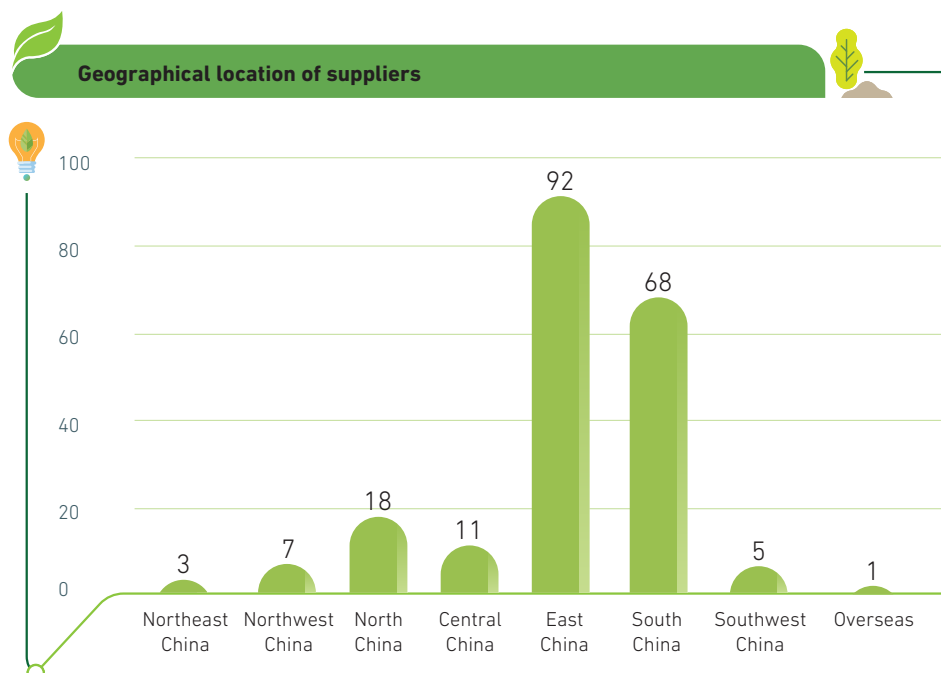 Geographical location of suppliers
100
80
60
40
20
0
3
7
18
11
92
68
5
1
Northeast China
Northwest China
North China
Central China
East China
South China
Southwest China
Overseas